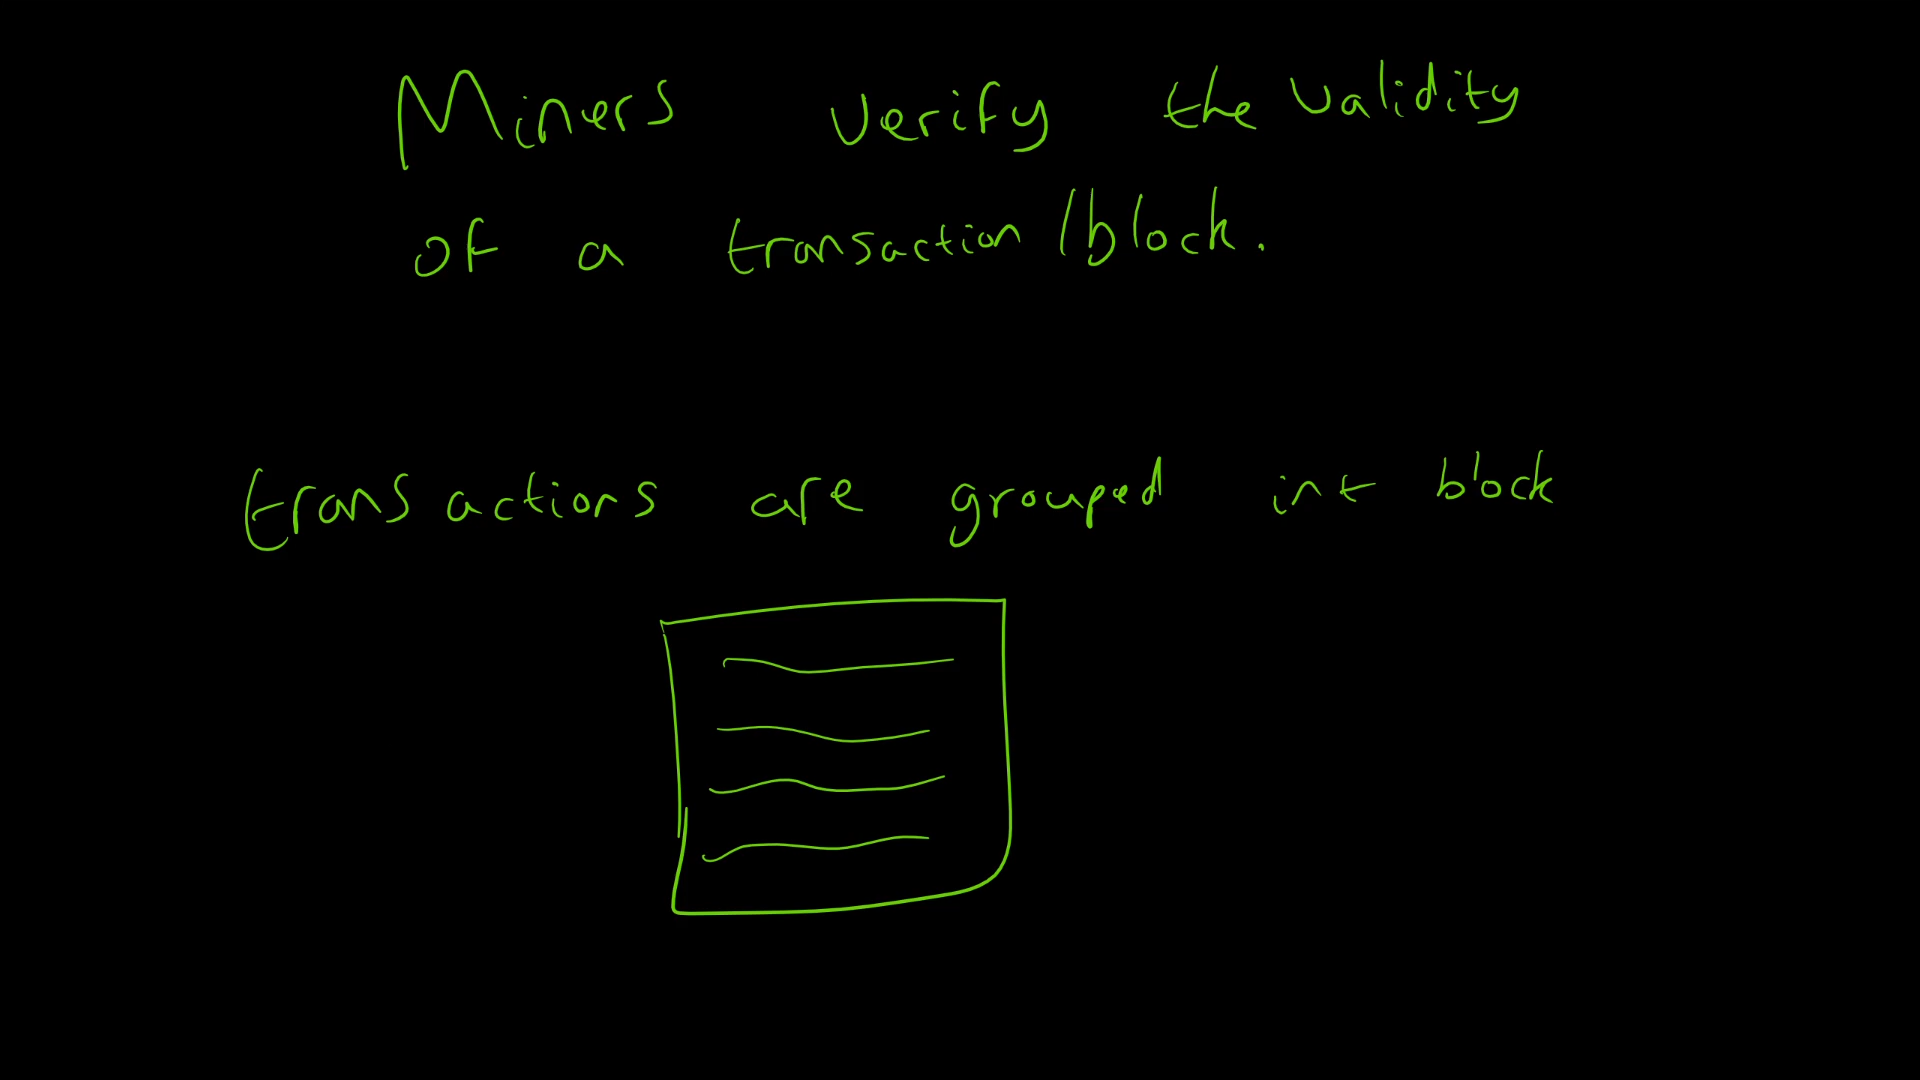 Miners verify the validity
of a transaction/block.
transactions are grouped int block